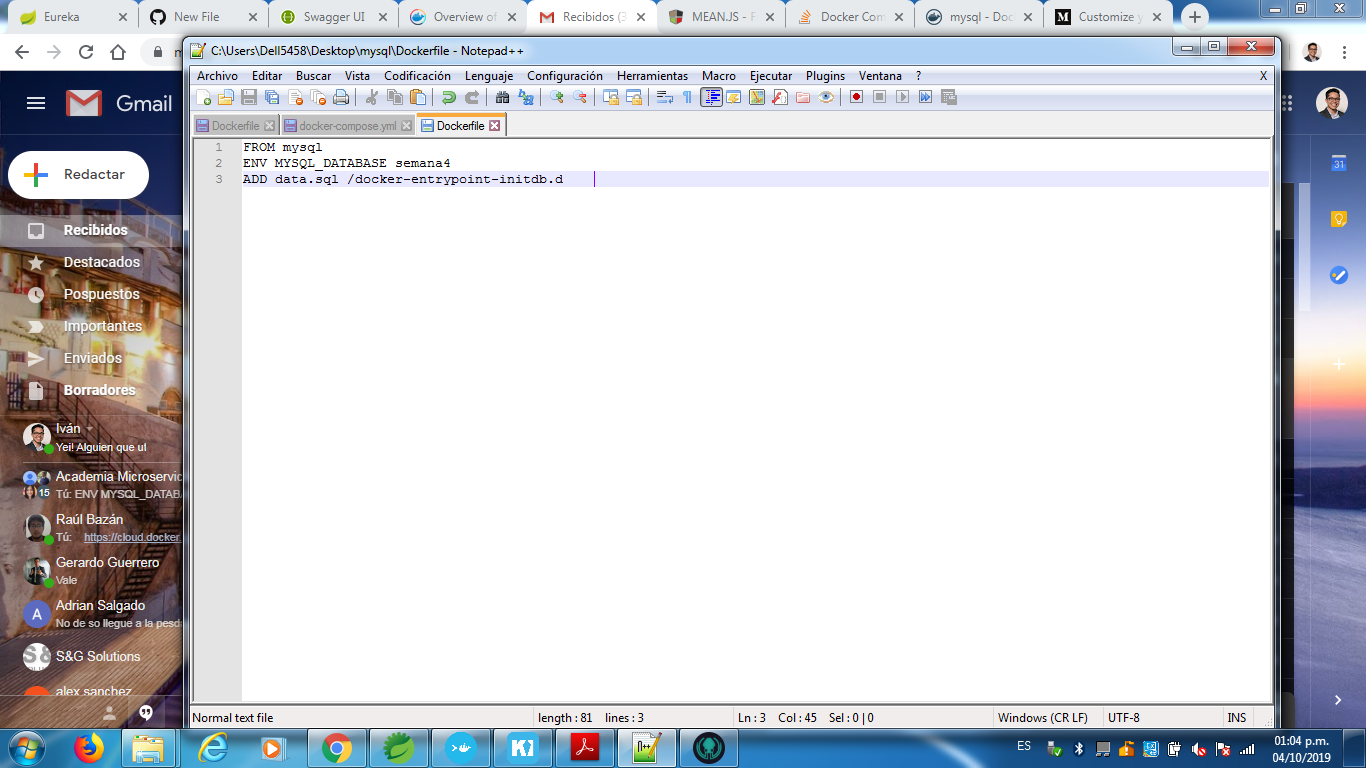 Eureka
New File
Swagger UI
Overview of
Recibidos (3
MEAN.JS - F
Docker Com
mysql - Doc
Customize y
C:\Users\Dell5458\Desktop\mysql\Dockerfile - Notepad++
Archivo Editar Buscar Vista Codificación Lenguaje Configuración Herramientas Macro Ejecutar Plugins Ventana ? X
Gmail
Dockerfile
docker-compose.yml
Dockerfile
1 FROM mysql
2 ENV MYSQL_DATABASE semana4
3 ADD data.sql /docker-entrypoint-initdb.d
Redactar
Recibidos
Destacados
Pospuestos
Importantes
Enviados
Borradores
Iván
Yei! Alguien que ul
Academia Microservic
15 Tú: ENV MYSQL_DATAB
Raúl Bazán
Tú: https://cloud.docker.
Gerardo Guerrero
Vale
A Adrian Salgado
No de so llegue a la pesd
S&G Solutions
alex sanchez
31
Normal text file length : 81 lines : 3 Ln : 3 Col : 45 Sel : 0 | 0 Windows (CR LF) UTF-8 INS
ES
01:04 p.m.
04/10/2019